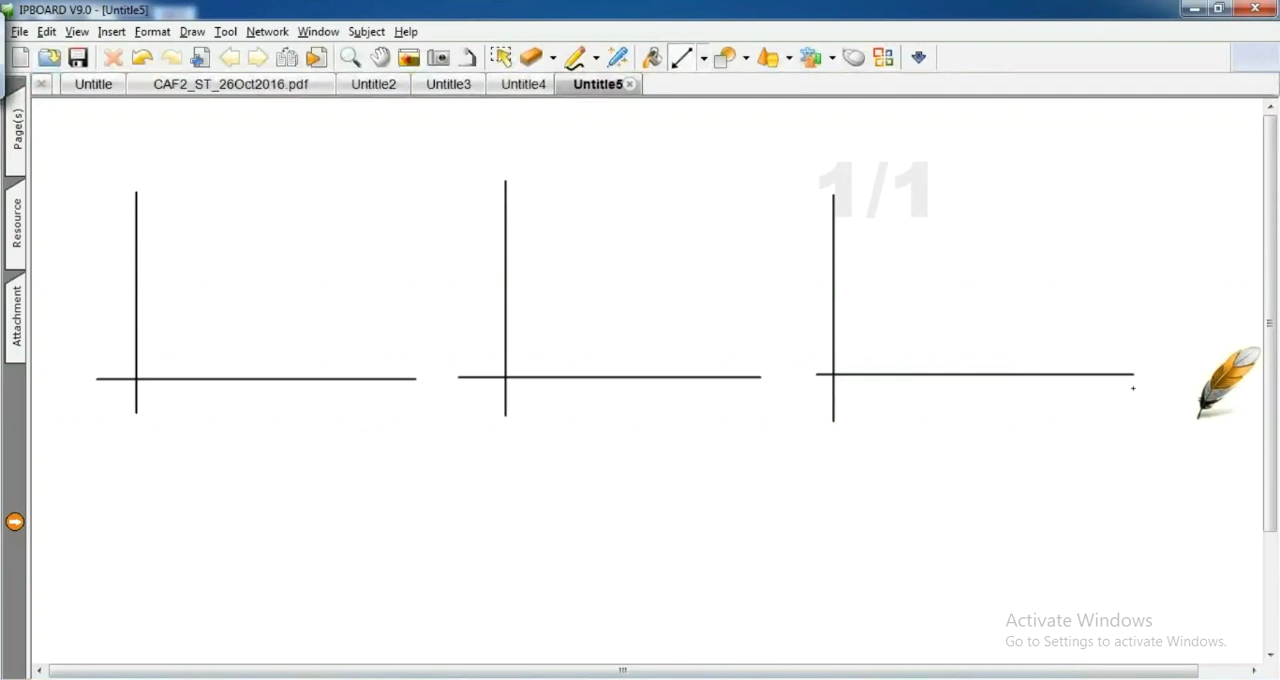 IPBOARD V9.0 - [Untitle5]
File Edit View Insert Format Draw Tool Network Window Subject Help
Untitle CAF2_ST_26Oct2016.pdf Untitle2 Untitle3 Untitle4 Untitle5
Page(s)
Resource
Attachment
1/1
Activate Windows
Go to Settings to activate Windows.